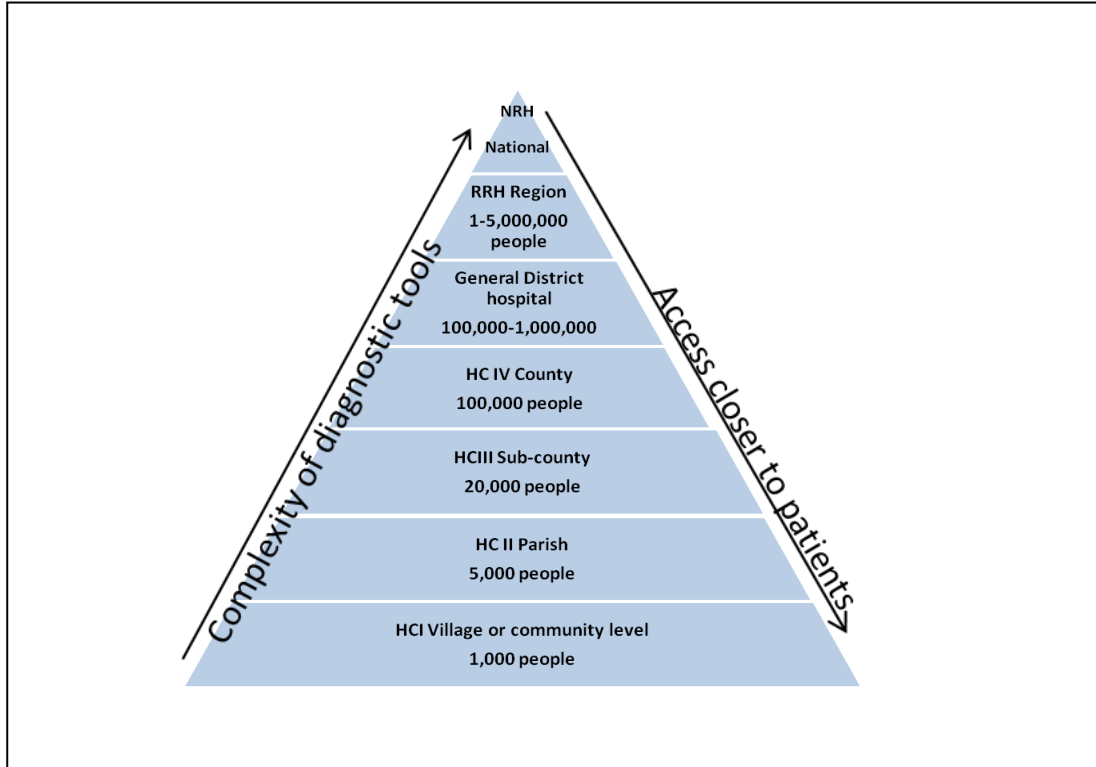 NRH
National
RRH Region
1-5,000,000
people
General District
hospital
100,000-1,000,000
HC IV County
100,000 people
HCIII Sub-county
20,000 people
HC II Parish
5,000 people
HCI Village or community level
1,000 people
Complexity of diagnostic tools
Access closer to patients